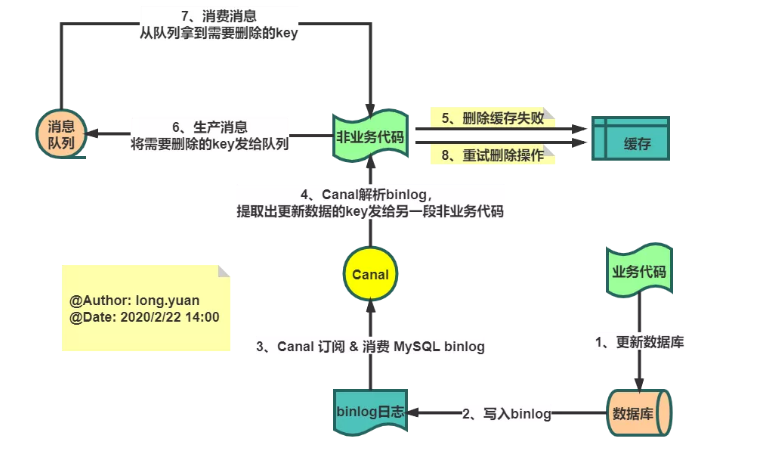 7、消费消息
从队列拿到需要删除的key
消息
队列
6、生产消息
将需要删除的key发给队列
非业务代码
5、删除缓存失败
8、重试删除操作
缓存
4、Canal解析binlog，
提取出更新数据的key发给另一段非业务代码
Canal
业务代码
@Author: long.yuan
@Date: 2020/2/22 14:00
1、更新数据库
3、Canal 订阅 & 消费 MySQL binlog
binlog日志
2、写入binlog
数据库